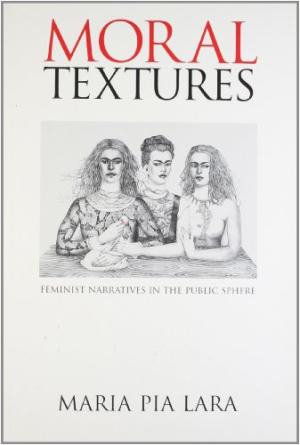 MORAL
TEXTURES
FEMINIST NARRATIVES IN THE PUBLIC SPHERE
MARIA PIA LARA